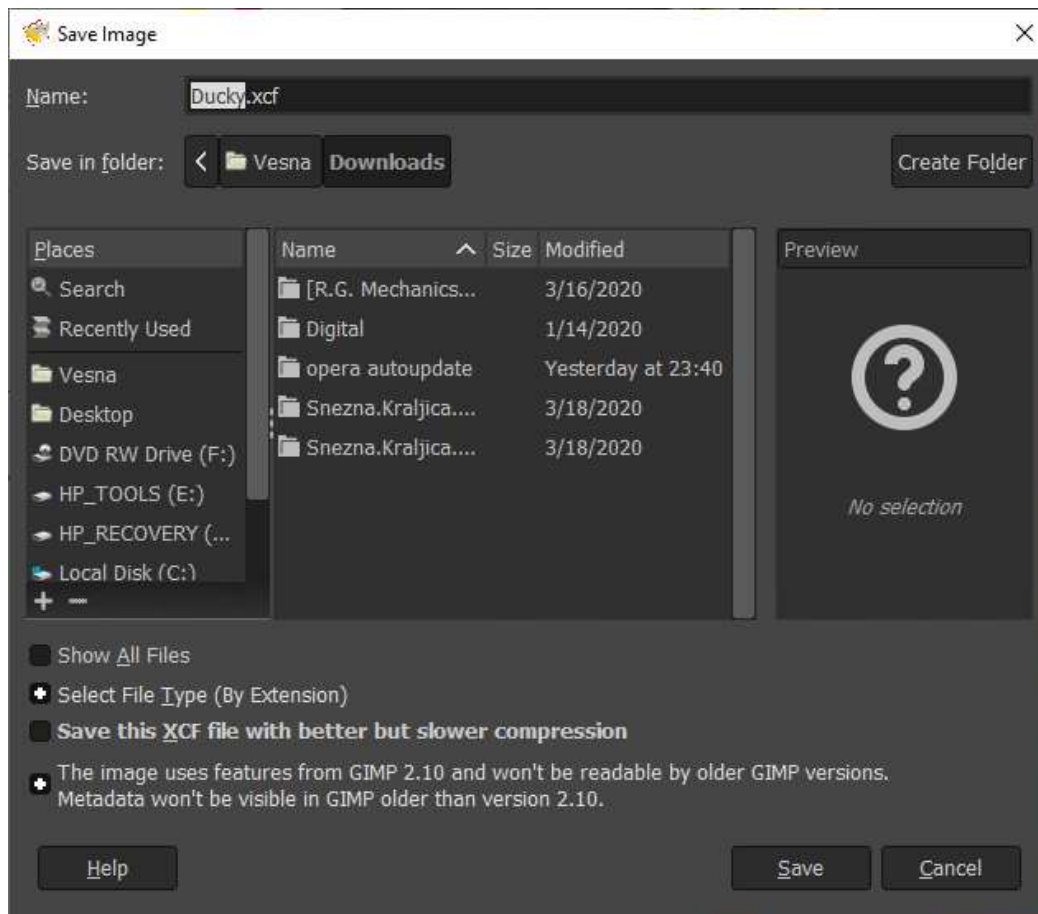 Save Image
Name: Ducky.xcf
Save in folder: Vesna Downloads Create Folder
Places
Search
Recently Used
Vesna
Desktop
DVD RW Drive (F:)
HP_TOOLS (E:)
HP_RECOVERY (...
Local Disk (C:)
Name Size Modified
[R.G. Mechanics... 3/16/2020
Digital 1/14/2020
opera autoupdate Yesterday at 23:40
Snezna.Kraljica.... 3/18/2020
Snezna.Kraljica.... 3/18/2020
Preview
No selection
Show All Files
Select File Type (By Extension)
Save this XCF file with better but slower compression
The image uses features from GIMP 2.10 and won't be readable by older GIMP versions.
Metadata won't be visible in GIMP older than version 2.10.
Help Save Cancel